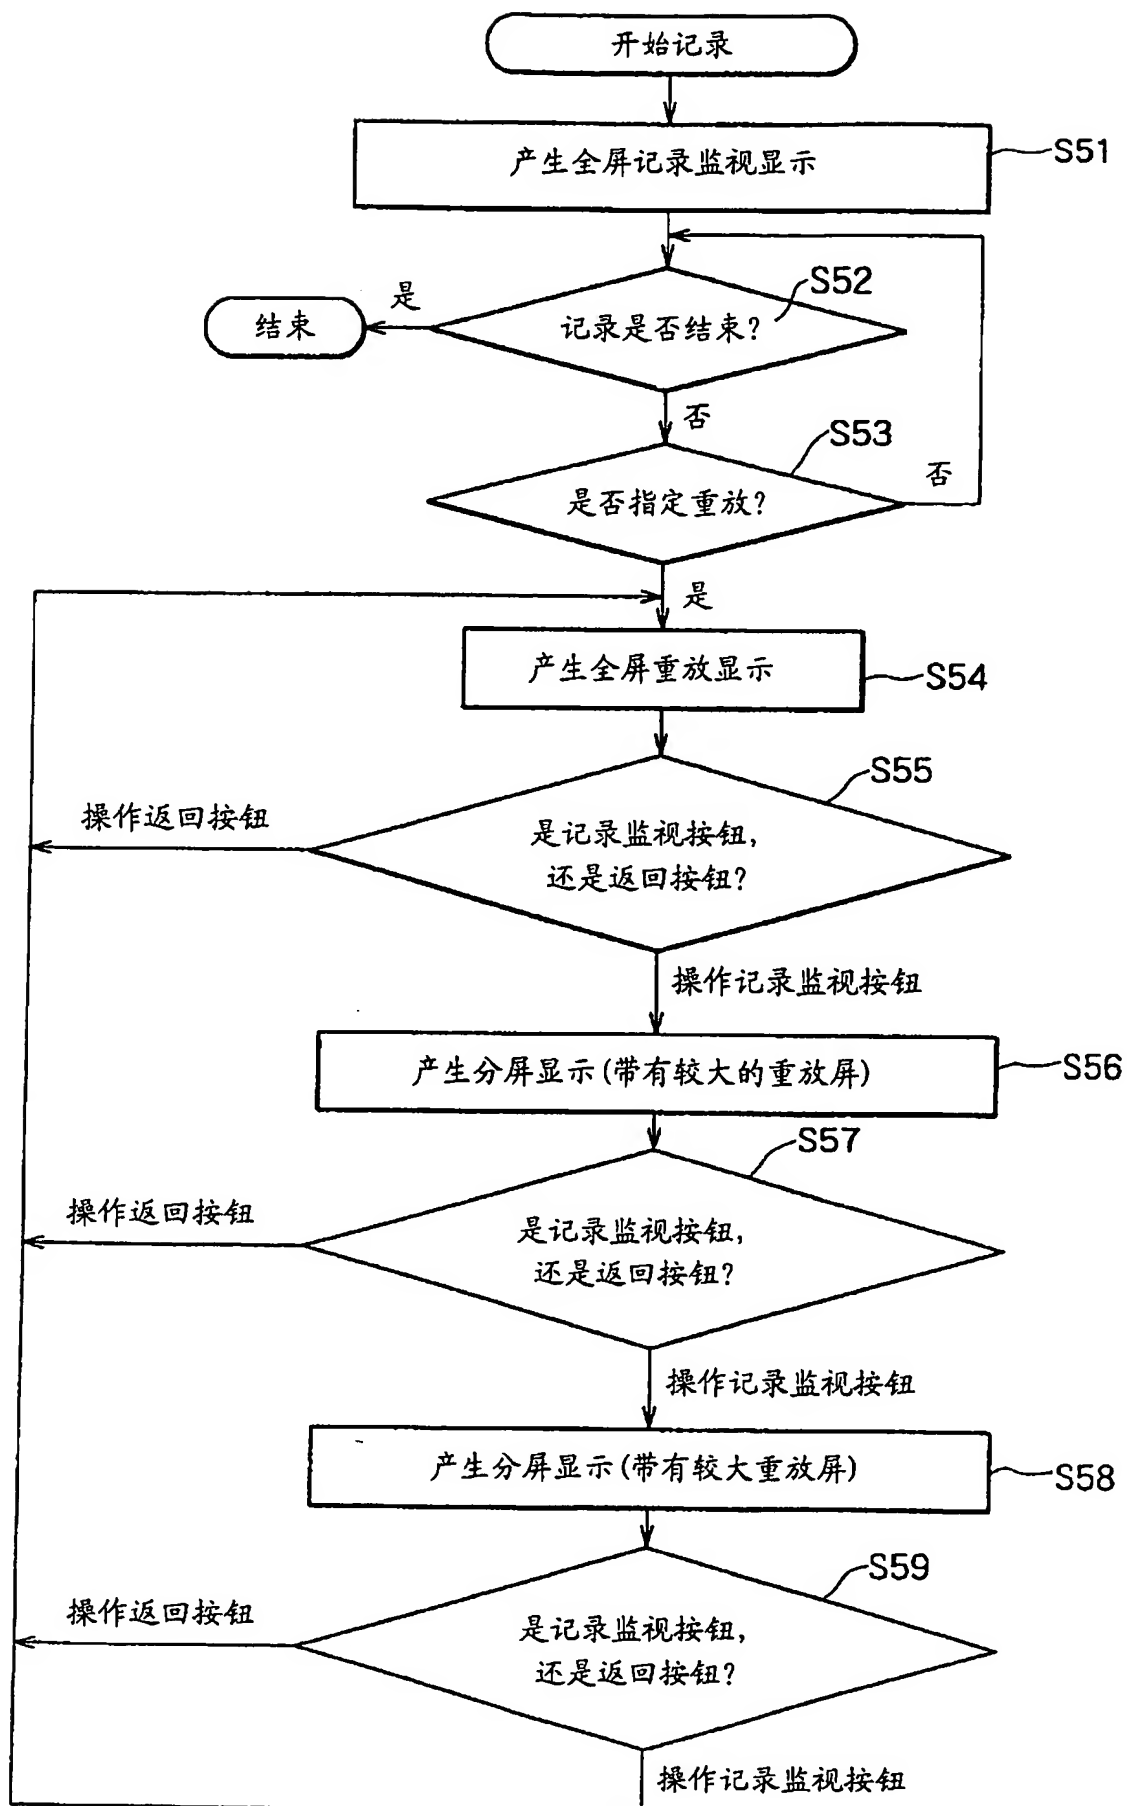 开始记录
产生全屏记录监视显示
S51
S52
是
结束
记录是否结束?
否
S53
否
是否指定重放?
是
产生全屏重放显示
S54
S55
操作返回按钮
是记录监视按钮,
还是返回按钮?
操作记录监视按钮
产生分屏显示(带有较大的重放屏)
S56
S57
操作返回按钮
是记录监视按钮,
还是返回按钮?
操作记录监视按钮
产生分屏显示(带有较大重放屏)
S58
S59
操作返回按钮
是记录监视按钮,
还是返回按钮?
操作记录监视按钮